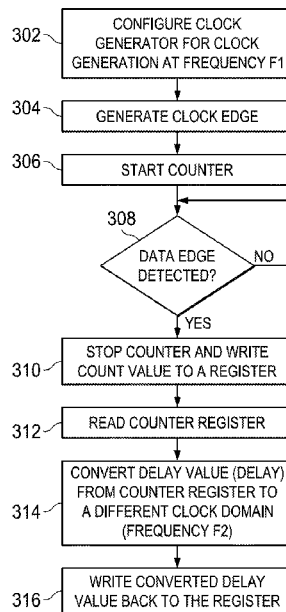 302
CONFIGURE CLOCK
GENERATOR FOR CLOCK
GENERATION AT FREQUENCY F1
304
GENERATE CLOCK EDGE
306
START COUNTER
308
DATA EDGE
DETECTED?
NO
YES
310
STOP COUNTER AND WRITE
COUNT VALUE TO A REGISTER
312
READ COUNTER REGISTER
314
CONVERT DELAY VALUE (DELAY)
FROM COUNTER REGISTER TO
A DIFFERENT CLOCK DOMAIN
(FREQUENCY F2)
316
WRITE CONVERTED DELAY
VALUE BACK TO THE REGISTER